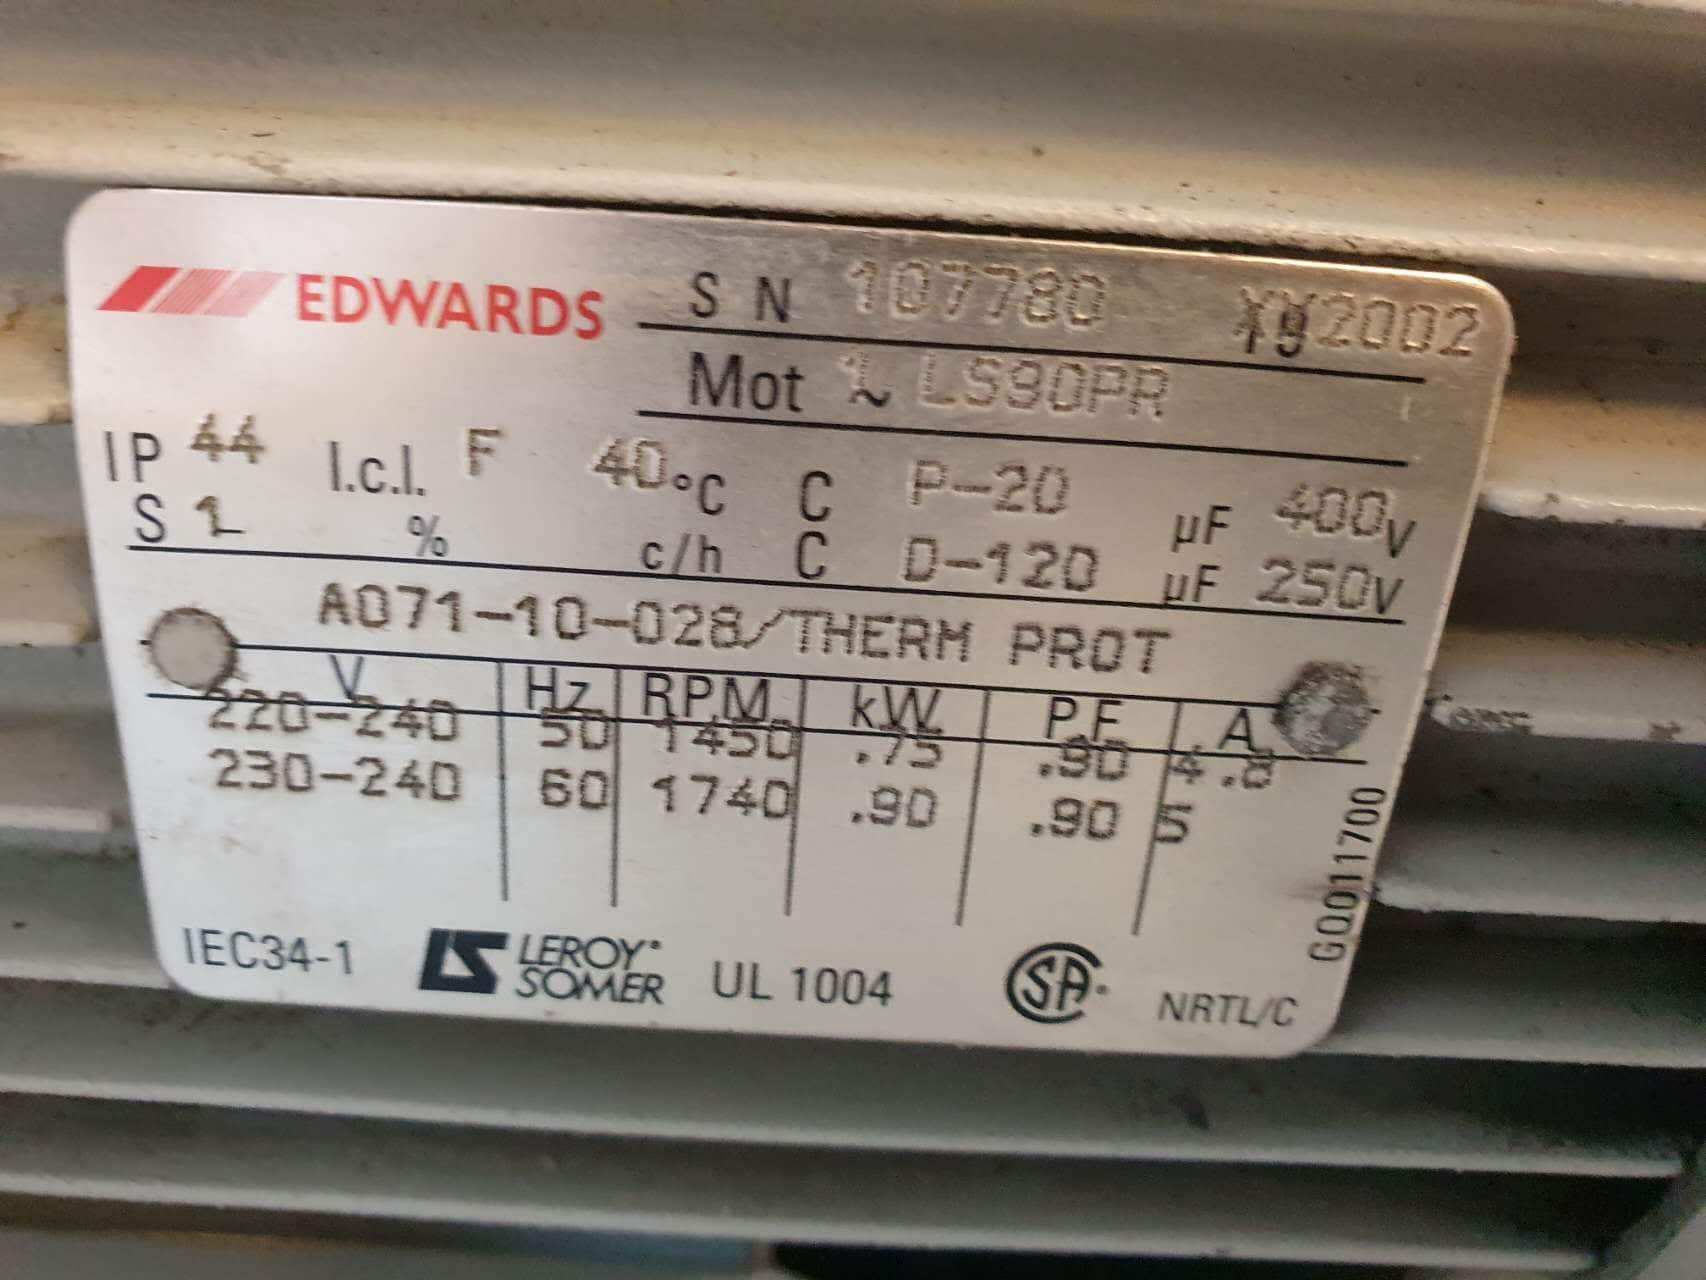 EDWARDS S N 107780 2002
Mot 1~ LS90PR
IP 44 I.c.l. F 40°C C P-20 µF 400V
S 1 % c/h C D-120 µF 250V
A071-10-028/THERM PROT
V Hz RPM kW P.F A
220-240 50 1450 .75 .90 4.8
230-240 60 1740 .90 .90 5
GQ011700
IEC34-1 LEROY SOMER UL 1004 SA NRTL/C